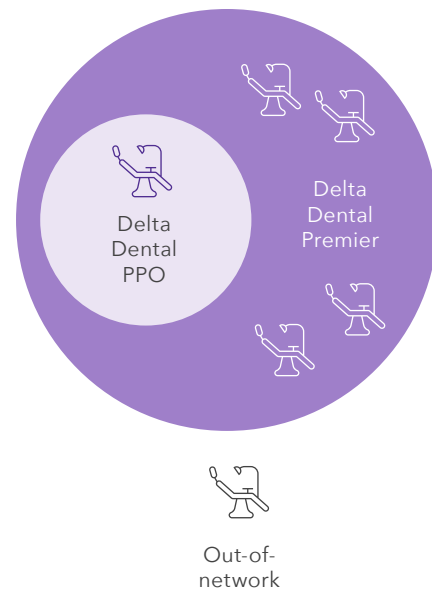 Delta
Dental
PPO
Delta
Dental
Premier
Out-of-
network